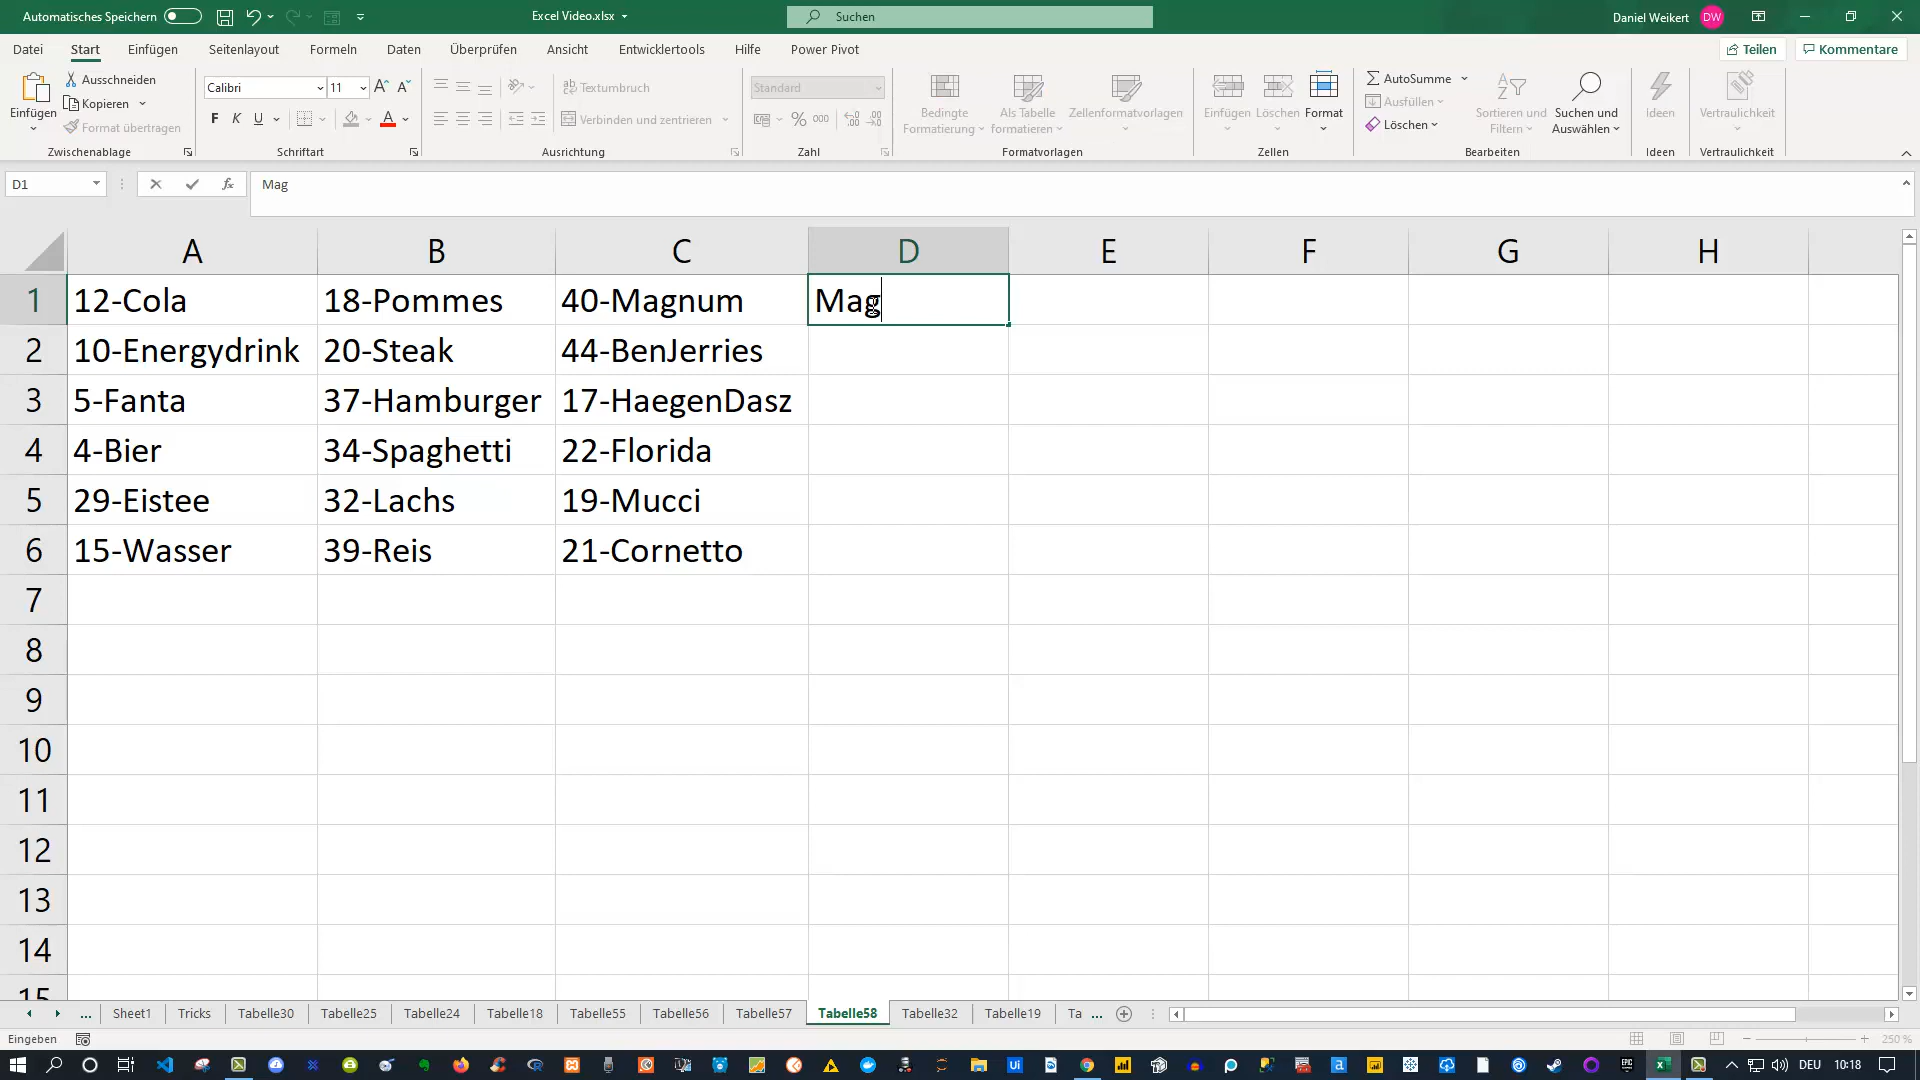 Automatisches Speichern
Excel Video.xlsx
Suchen
Daniel Weikert
DW
Datei Start Einfügen Seitenlayout Formeln Daten Überprüfen Ansicht Entwicklertools Hilfe Power Pivot
Teilen Kommentare
Einfügen
Ausschneiden
Kopieren
Format übertragen
Zwischenablage
Calibri 11
F K U
Schriftart
Textumbruch
Verbinden und zentrieren
Ausrichtung
Standard
% 000
Zahl
Bedingte Formatierung
Als Tabelle formatieren
Zellenformatvorlagen
Formatvorlagen
Einfügen Löschen Format
Zellen
AutoSumme
Ausfüllen
Löschen
Sortieren und Filtern
Suchen und Auswählen
Bearbeiten
Ideen
Ideen
Vertraulichkeit
Vertraulichkeit
D1 fx Mag
A B C D E F G H
1 12-Cola 18-Pommes 40-Magnum Mag
2 10-Energydrink 20-Steak 44-BenJerries
3 5-Fanta 37-Hamburger 17-HaegenDasz
4 4-Bier 34-Spaghetti 22-Florida
5 29-Eistee 32-Lachs 19-Mucci
6 15-Wasser 39-Reis 21-Cornetto
7
8
9
10
11
12
13
14
15
... Sheet1 Tricks Tabelle30 Tabelle25 Tabelle24 Tabelle18 Tabelle55 Tabelle56 Tabelle57 Tabelle58 Tabelle32 Tabelle19 Ta ...
Eingeben
250 %
DEU 10:18